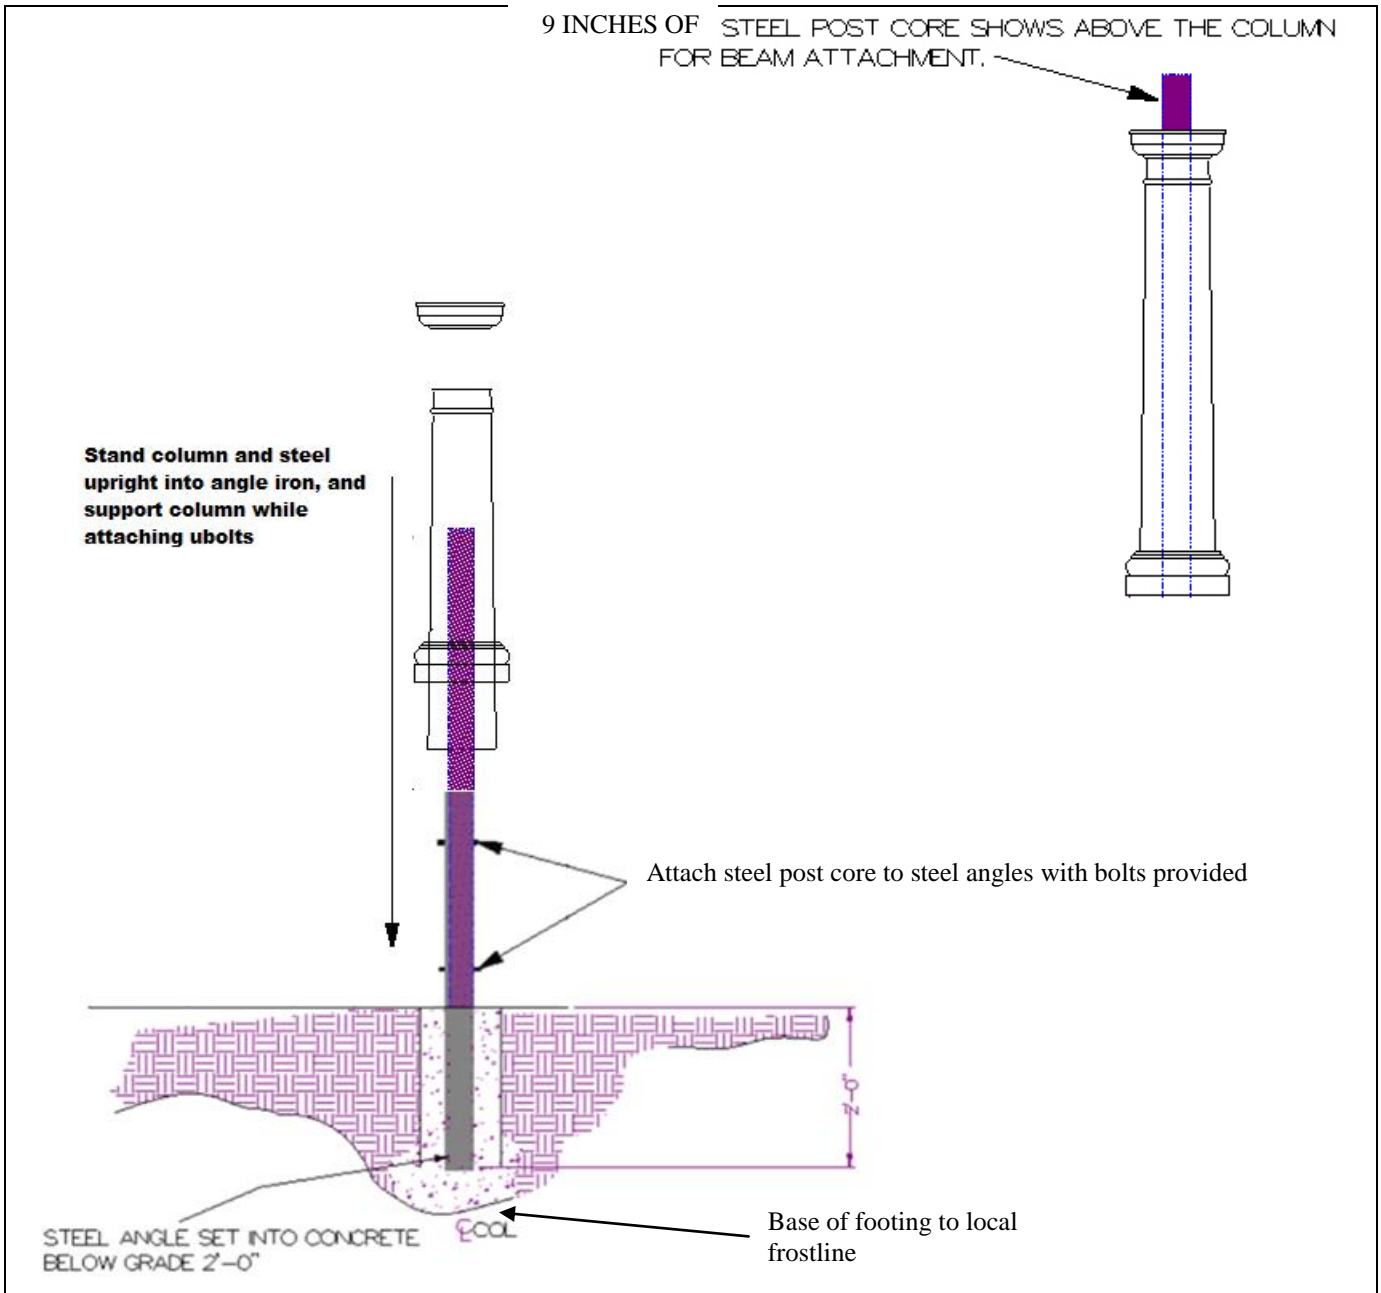 9 INCHES OF STEEL POST CORE SHOWS ABOVE THE COLUMN
FOR BEAM ATTACHMENT.
Stand column and steel
upright into angle iron, and
support column while
attaching ubolts
Attach steel post core to steel angles with bolts provided
2'-0"
STEEL ANGLE SET INTO CONCRETE
BELOW GRADE 2'-0"
℄COL
Base of footing to local
frostline